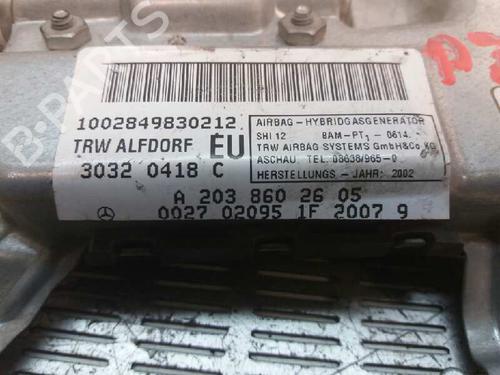 1002849830212
TRW ALFDORF EU
3032 0418 C
AIRBAG - HYBRIDGASGENERATOR
SHI 12 BAM-PT1 - 0614
TRW AIRBAG SYSTEMS GmbH&Co KG
ASCHAU TEL. 08638/965-0
HERSTELLUNGS - JAHR: 2002
A 203 860 26 05
0027 02095 1F 2007 9
B-PARTS